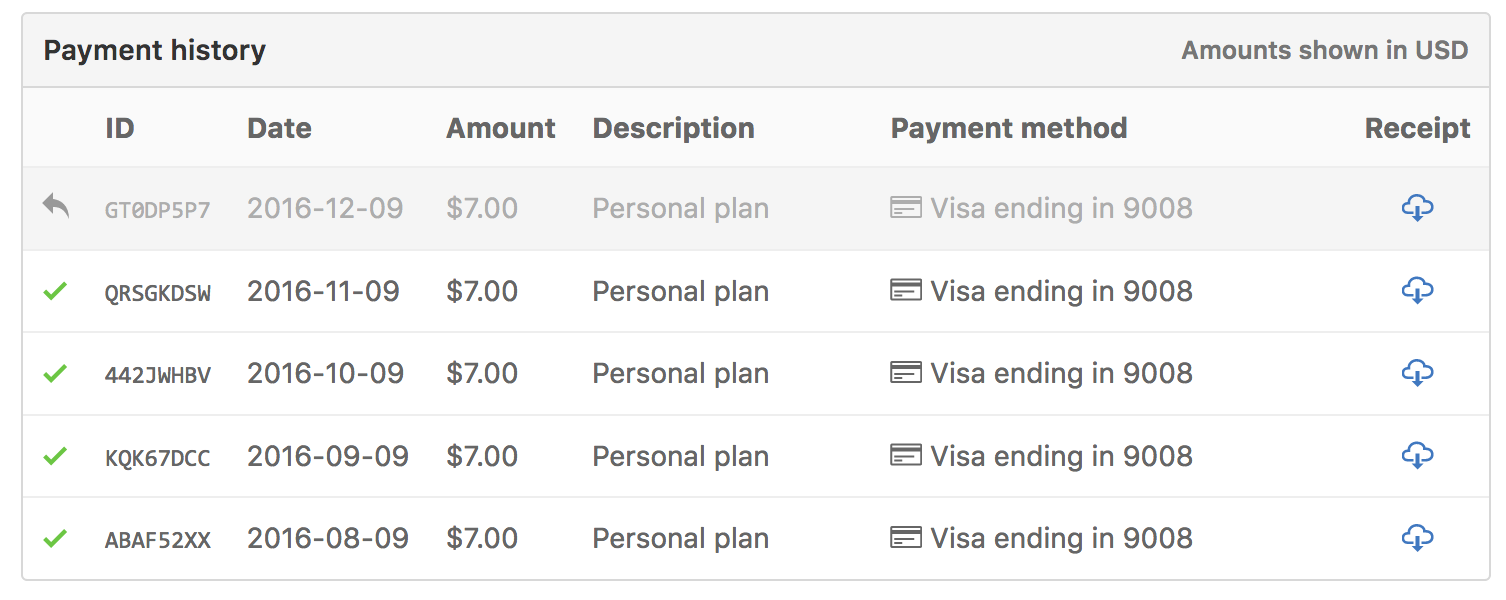 Payment history Amounts shown in USD
ID Date Amount Description Payment method Receipt
GT0DP5P7 2016-12-09 $7.00 Personal plan Visa ending in 9008
QRSGKDSW 2016-11-09 $7.00 Personal plan Visa ending in 9008
442JWHBV 2016-10-09 $7.00 Personal plan Visa ending in 9008
KQK67DCC 2016-09-09 $7.00 Personal plan Visa ending in 9008
ABAF52XX 2016-08-09 $7.00 Personal plan Visa ending in 9008